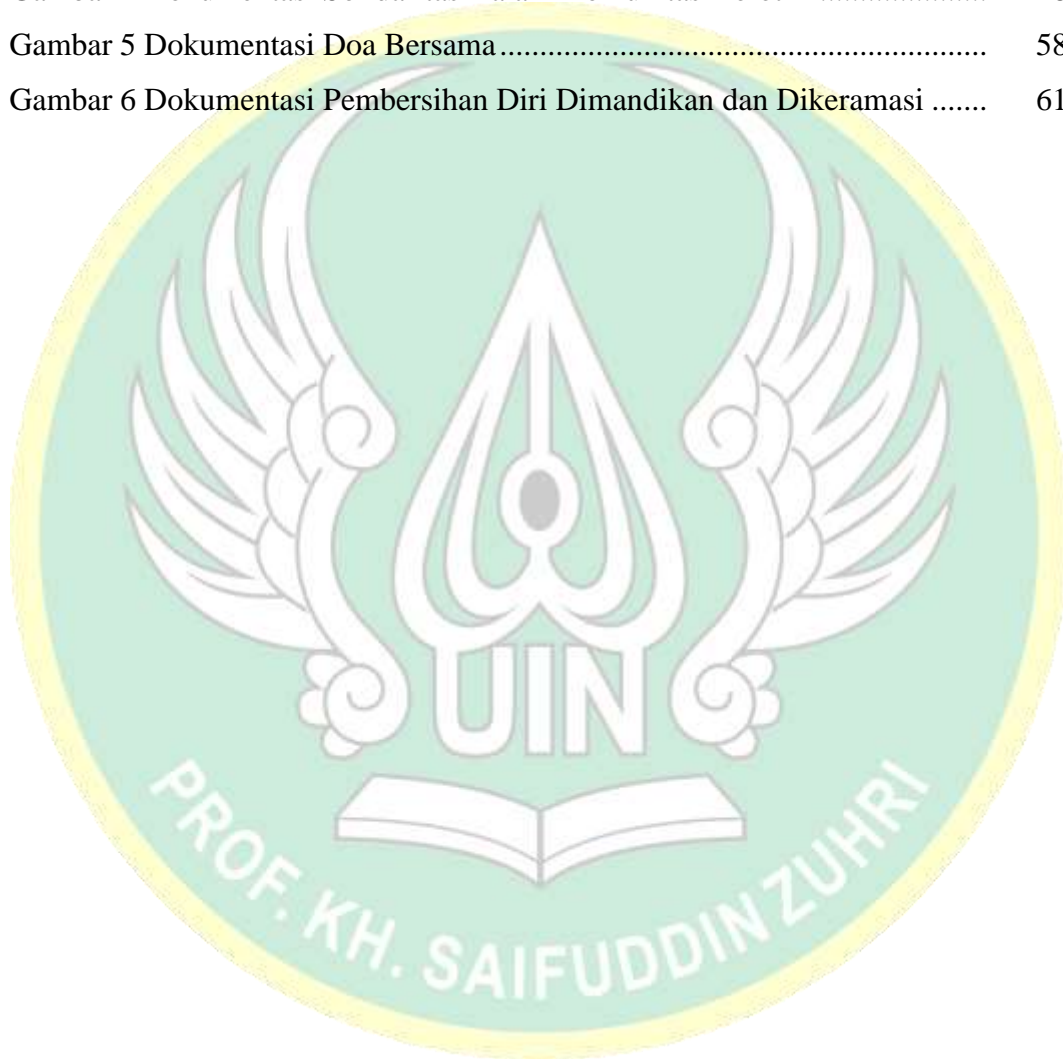 Gambar 5 Dokumentasi Doa Bersama ........................................................... 58
Gambar 6 Dokumentasi Pembersihan Diri Dimandikan dan Dikeramasi ....... 61
UIN
PROF. KH. SAIFUDDIN ZUHRI